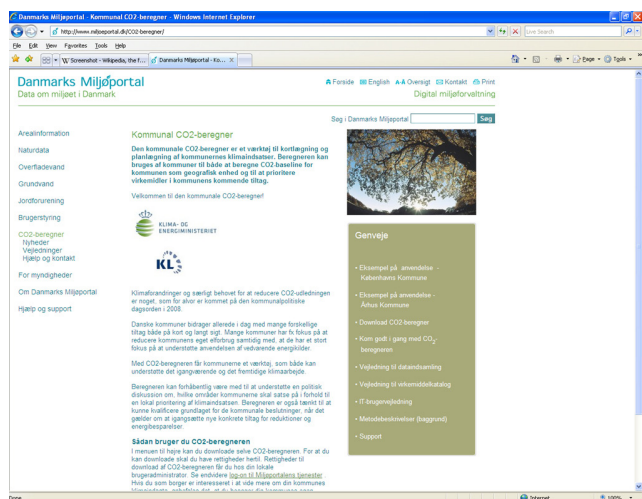 Danmarks Miljøportal - Kommunal CO2-beregner - Windows Internet Explorer
http://www.miljoeportal.dk/CO2-beregner/
Live Search
File Edit View Favorites Tools Help
Screenshot - Wikipedia, the f...
Danmarks Miljøportal - Ko...
Page
Tools
Danmarks Miljøportal
Data om miljøet i Danmark
Forside English A-Å Oversigt Kontakt Print
Digital miljøforvaltning
Søg i Danmarks Miljøportal
Søg
Arealinformation
Naturdata
Overfladevand
Grundvand
Jordforurening
Brugerstyring
CO2-beregner
Nyheder
Vejledninger
Hjælp og kontakt
For myndigheder
Om Danmarks Miljøportal
Hjælp og support
Kommunal CO2-beregner
Den kommunale CO2-beregner er et værktøj til kortlægning og
planlægning af kommunernes klimaindsatser. Beregneren kan
bruges af kommuner til både at beregne CO2-baseline for
kommunen som geografisk enhed og til at prioritere
virkemidler i kommunens kommende tiltag.
Velkommen til den kommunale CO2-beregner!
KLIMA- OG
ENERGIMINISTERIET
KL
Klimaforandringer og særligt behovet for at reducere CO2-udledningen
er noget, som for alvor er kommet på den kommunalpolitiske
dagsorden i 2008.
Danske kommuner bidrager allerede i dag med mange forskellige
tiltag både på kort og langt sigt. Mange kommuner har fx fokus på at
reducere kommunens eget elforbrug samtidig med, at de har et stort
fokus på at understøtte anvendelsen af vedvarende energikilder.
Med CO2-beregneren får kommunerne et værktøj, som både kan
understøtte det igangværende og det fremtidige klimaarbejde.
Beregneren kan forhåbentlig være med til at understøtte en politisk
diskussion om, hvilke områder kommunerne skal satse på i forhold til
en lokal prioritering af klimaindsatsen. Beregneren er også tænkt til at
kunne kvalificere grundlaget for de kommunale beslutninger, når det
gælder om at igangsætte nye konkrete tiltag for reduktioner og
energibesparelser.
Sådan bruger du CO2-beregneren
I menuen til højre kan du downloade selve CO2-beregneren. For at du
kan downloade skal du have rettigheder hertil. Rettigheder til
download af CO2-beregneren får du hos din lokale
brugeradministrator. Se endvidere log-on til Miljøportalens tjenester.
Hvis du som borger er interesseret i at vide mere om din kommunes
Genveje
• Eksempel på anvendelse -
Københavns Kommune
• Eksempel på anvendelse -
Århus Kommune
• Download CO2-beregner
• Kom godt i gang med CO2-
beregneren
• Vejledning til dataindsamling
• Vejledning til virkemiddelkatalog
• IT-brugervejledning
• Metodebeskrivelser (baggrund)
• Support
Done
Internet
100%